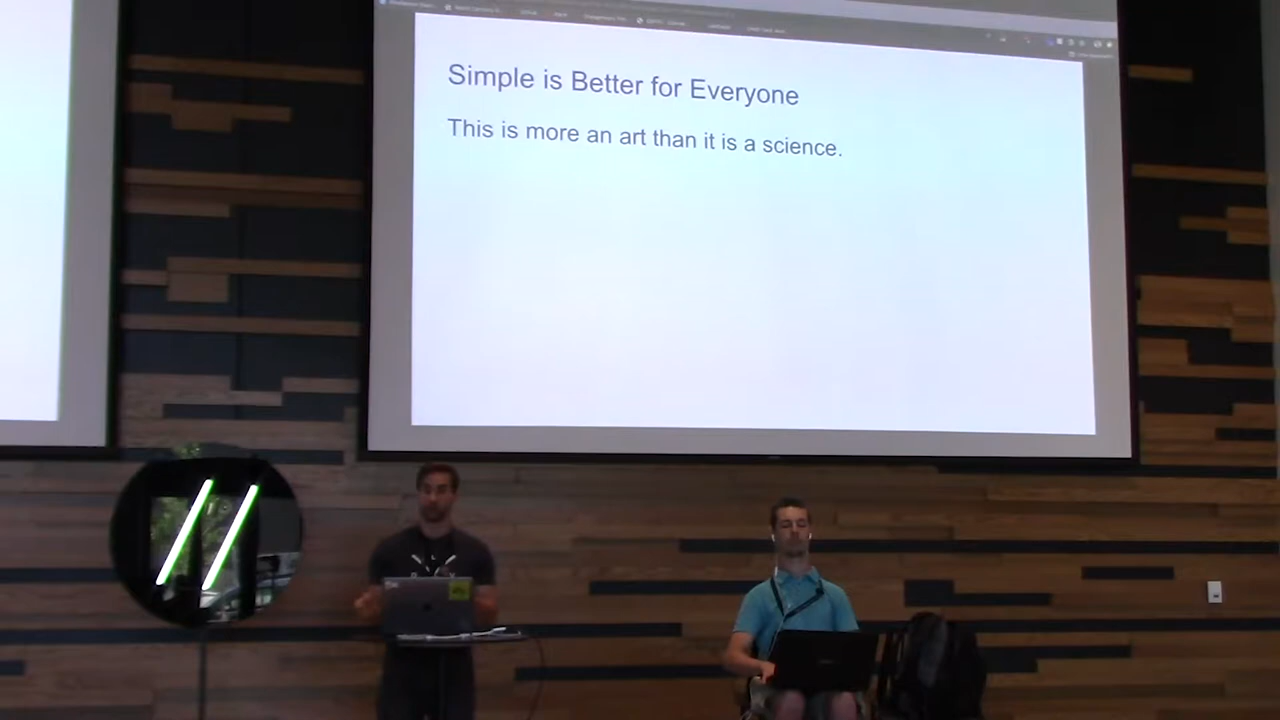 Simple is Better for Everyone
This is more an art than it is a science.